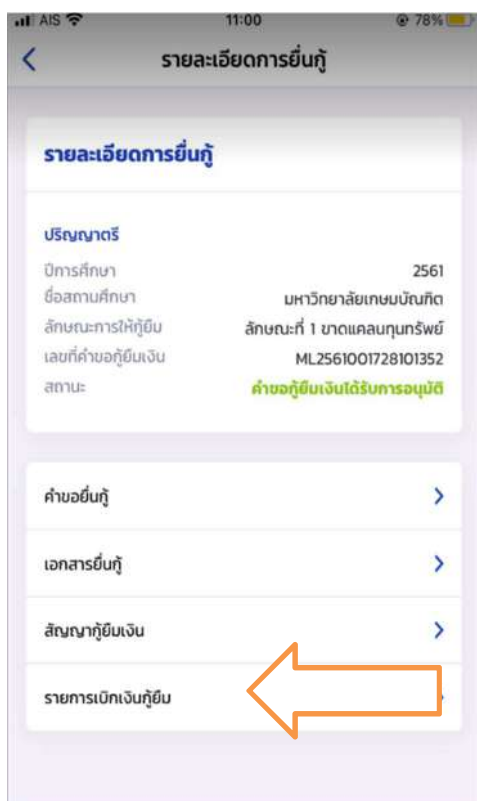 AIS 11:00 78%
รายละเอียดการยื่นกู้
รายละเอียดการยื่นกู้
ปริญญาตรี
ปีการศึกษา 2561
ชื่อสถานศึกษา มหาวิทยาลัยเกษมบัณฑิต
ลักษณะการให้กู้ยืม ลักษณะที่ 1 ขาดแคลนทุนทรัพย์
เลขที่คำขอกู้ยืมเงิน ML2561001728101352
สถานะ คำขอกู้ยืมเงินได้รับการอนุมัติ
คำขอยื่นกู้
เอกสารยื่นกู้
สัญญากู้ยืมเงิน
รายการเบิกเงินกู้ยืม